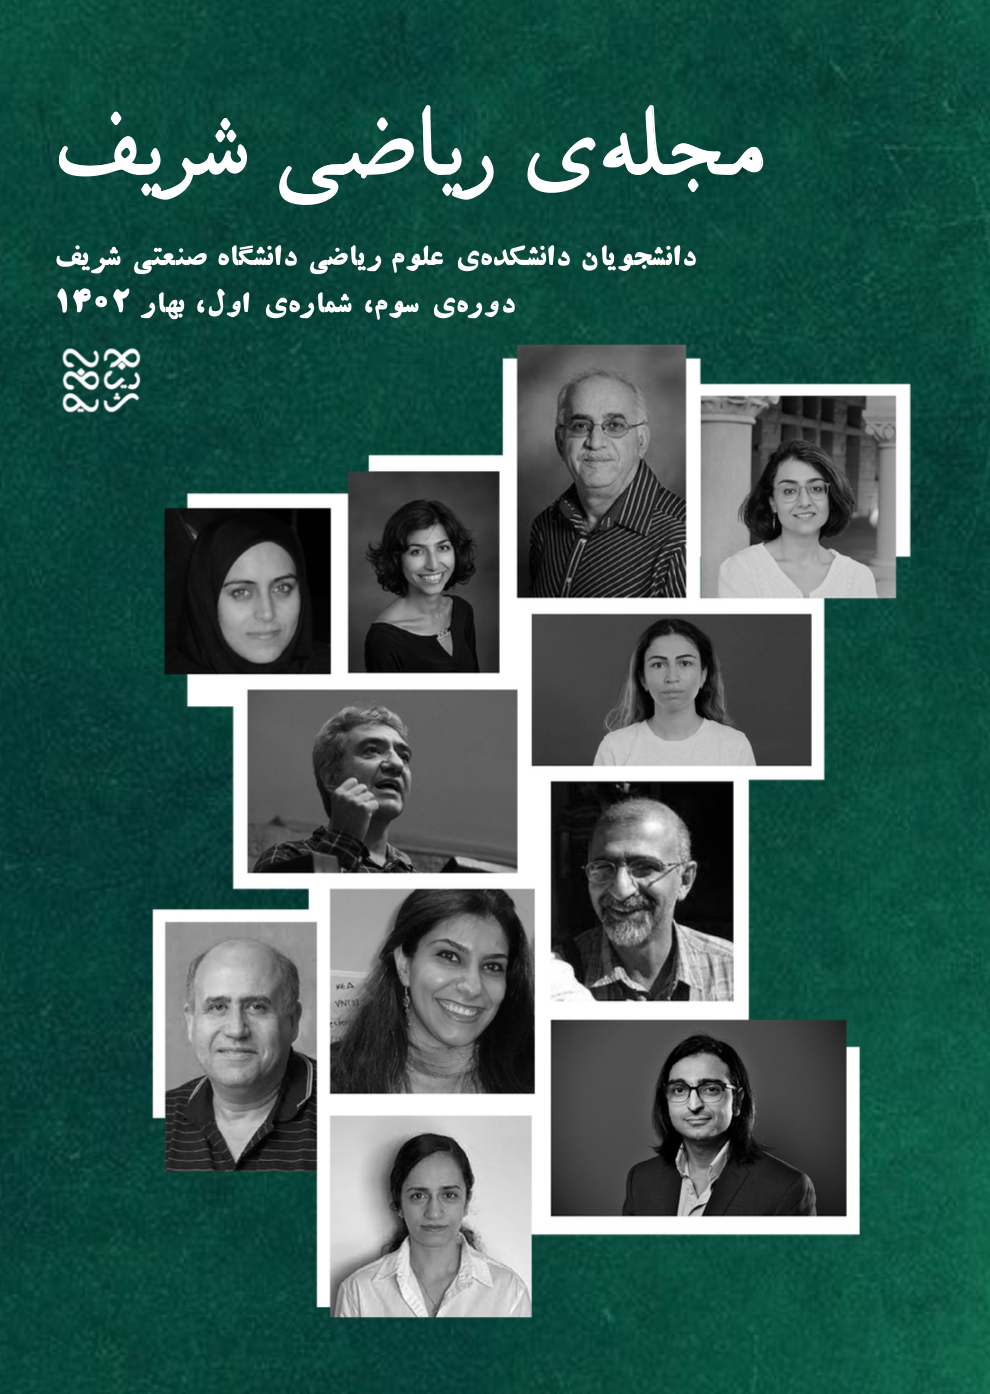 مجله‌ی ریاضی شریف
دانشجویان دانشکده‌ی علوم ریاضی دانشگاه صنعتی شریف
دوره‌ی سوم، شماره‌ی اول، بهار ۱۴۰۲